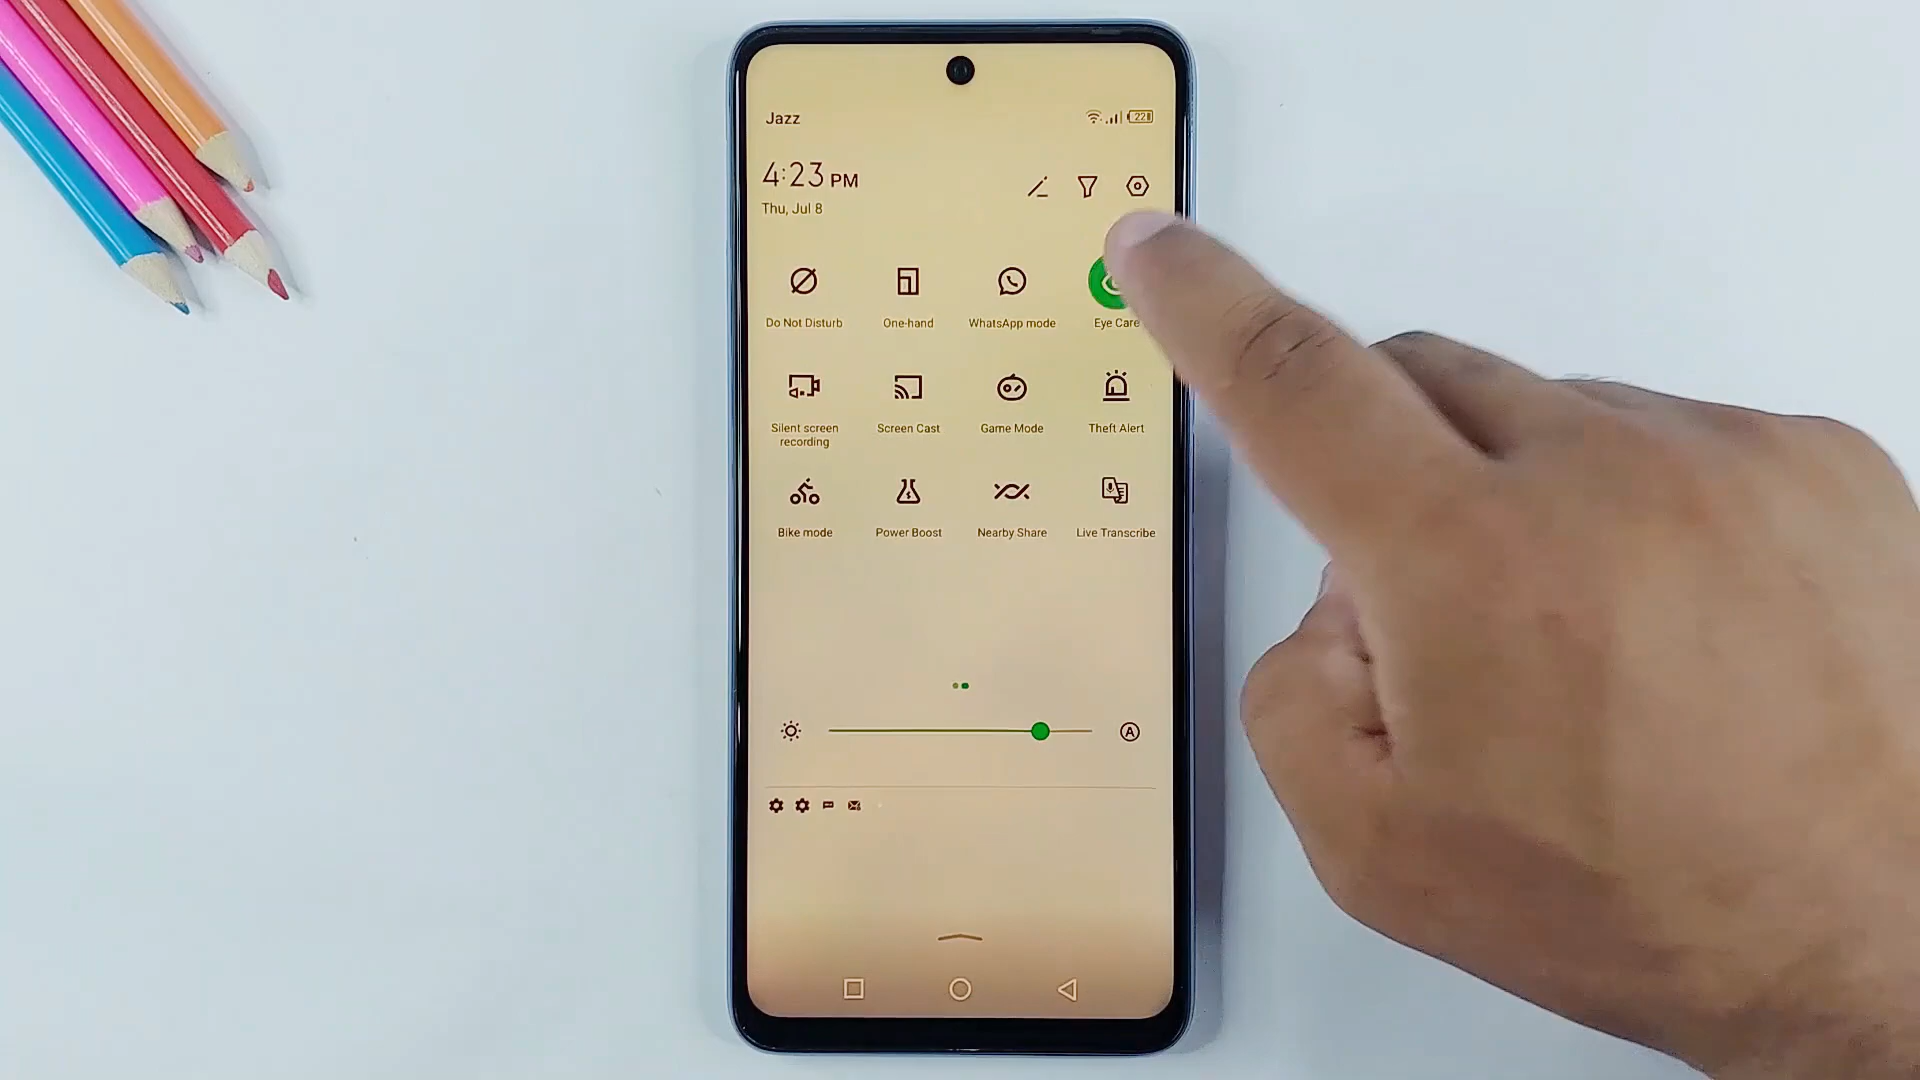 Jazz
22
4:23 PM
Thu, Jul 8
Do Not Disturb
One-hand
WhatsApp mode
Eye Care
Silent screen
recording
Screen Cast
Game Mode
Theft Alert
Bike mode
Power Boost
Nearby Share
Live Transcribe
A